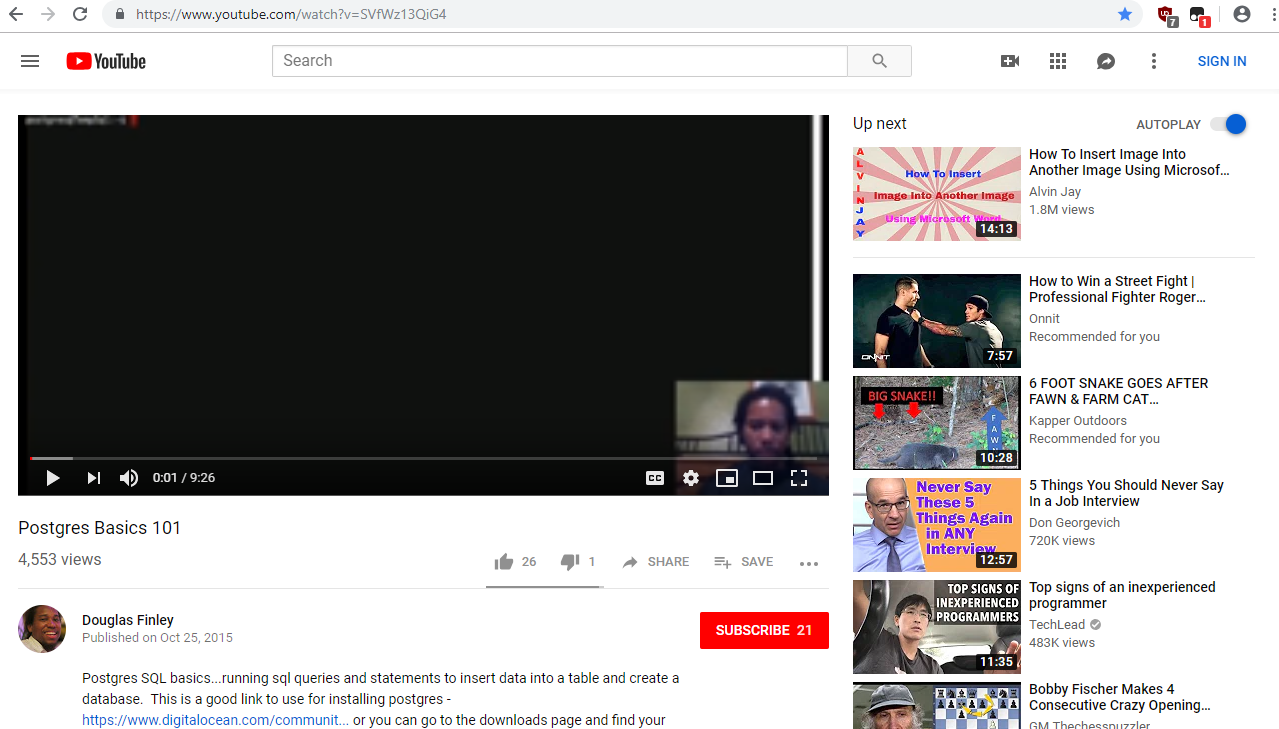 https://www.youtube.com/watch?v=SVfWz13QiG4
7
1
YouTube
Search
SIGN IN
0:01 / 9:26
CC
Postgres Basics 101
4,553 views
26
1
SHARE
SAVE
Douglas Finley
Published on Oct 25, 2015
SUBSCRIBE 21
Postgres SQL basics...running sql queries and statements to insert data into a table and create a
database. This is a good link to use for installing postgres -
https://www.digitalocean.com/communit... or you can go to the downloads page and find your
Up next
AUTOPLAY
ALVIN JAY
How To Insert
Image Into Another Image
Using Microsoft Word
14:13
How To Insert Image Into
Another Image Using Microsof...
Alvin Jay
1.8M views
ONNIT
7:57
How to Win a Street Fight |
Professional Fighter Roger...
Onnit
Recommended for you
BIG SNAKE!!
FAW
10:28
6 FOOT SNAKE GOES AFTER
FAWN & FARM CAT...
Kapper Outdoors
Recommended for you
Never Say
These 5
Things Again
in ANY
Interview
12:57
5 Things You Should Never Say
In a Job Interview
Don Georgevich
720K views
TOP SIGNS OF
INEXPERIENCED
PROGRAMMERS
11:35
Top signs of an inexperienced
programmer
TechLead
483K views
Bobby Fischer Makes 4
Consecutive Crazy Opening...
GM Thechesspuzzler